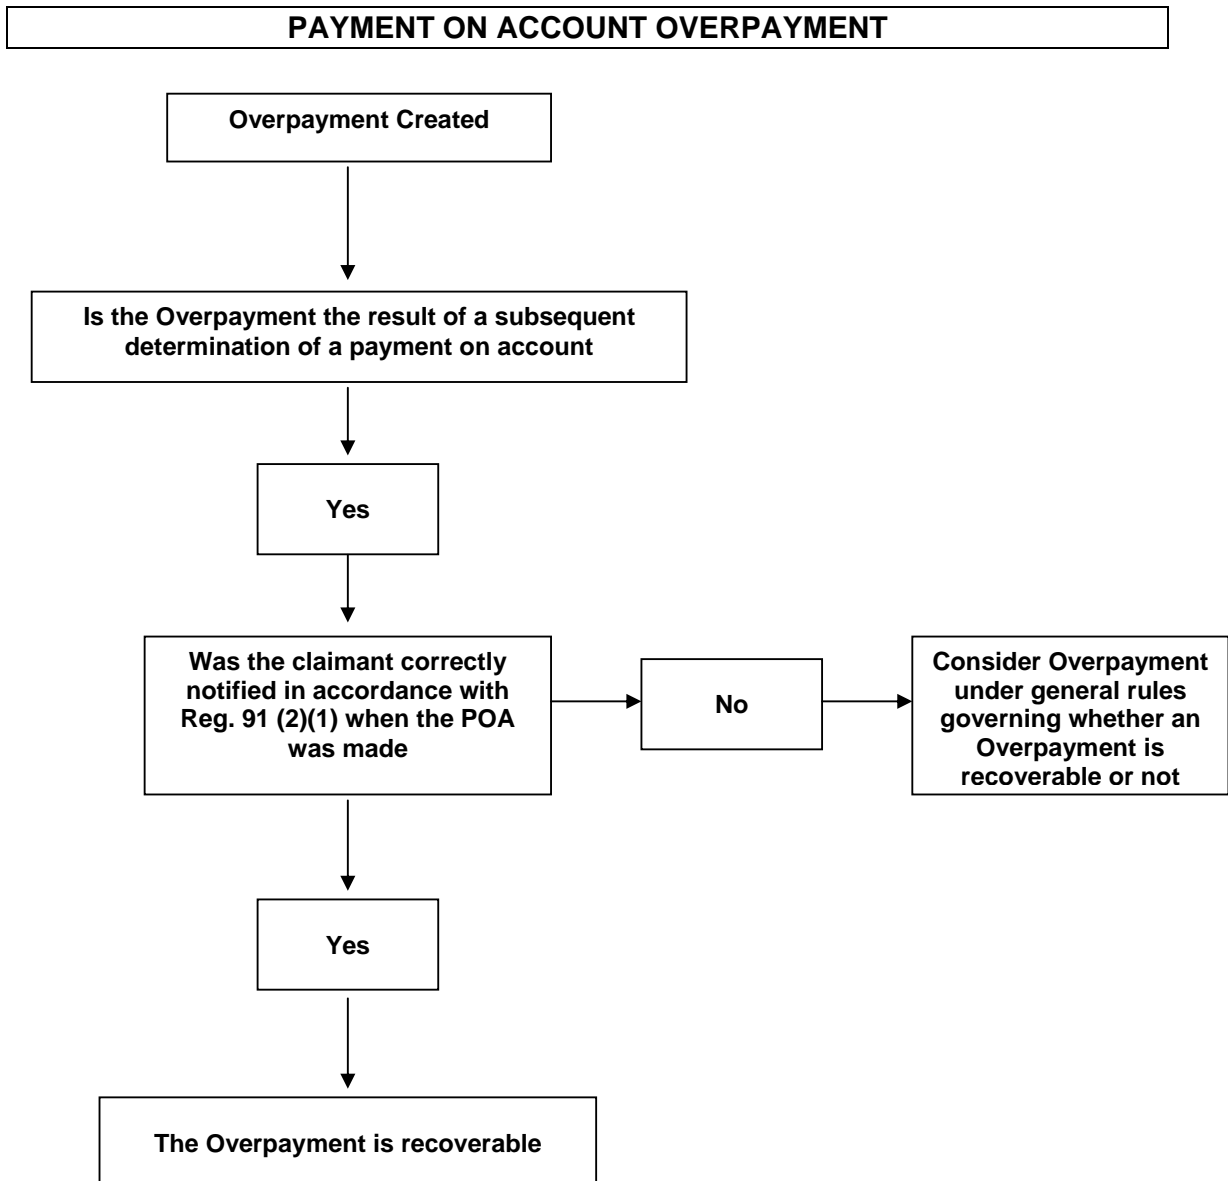 PAYMENT ON ACCOUNT OVERPAYMENT
Overpayment Created
Is the Overpayment the result of a subsequent
determination of a payment on account
Yes
Was the claimant correctly
notified in accordance with
Reg. 91 (2)(1) when the POA
was made
No
Consider Overpayment
under general rules
governing whether an
Overpayment is
recoverable or not
Yes
The Overpayment is recoverable